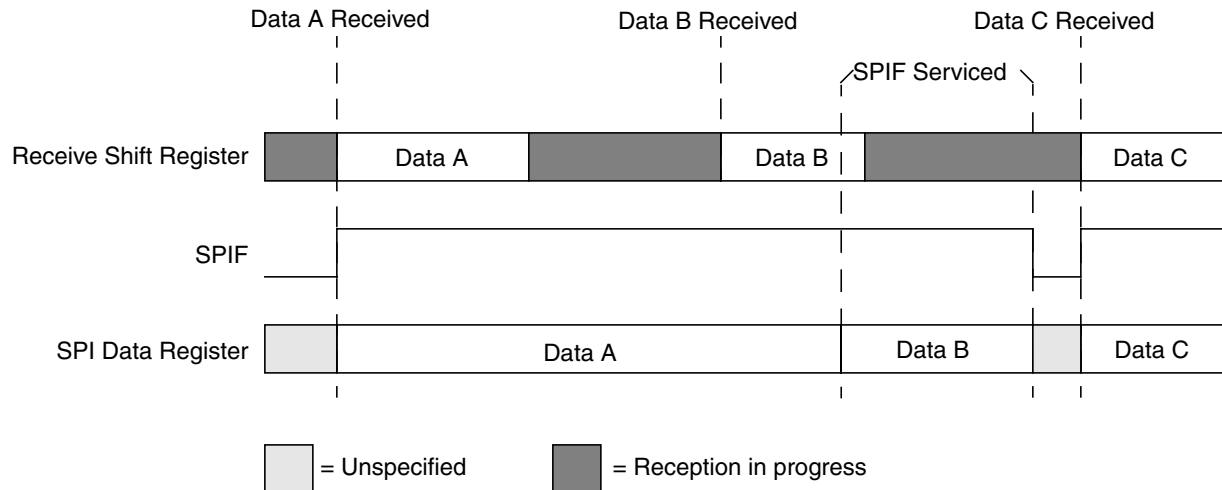 Data A Received
Data B Received
Data C Received
SPIF Serviced
Receive Shift Register
Data A
Data B
Data C
SPIF
SPI Data Register
Data A
Data B
Data C
= Unspecified
= Reception in progress